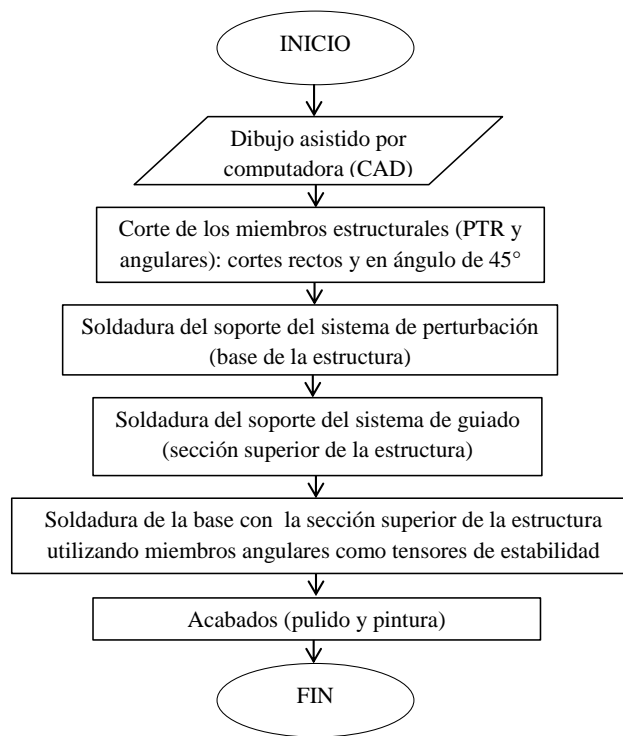 INICIO
Dibujo asistido por
computadora (CAD)
Corte de los miembros estructurales (PTR y
angulares): cortes rectos y en ángulo de 45°
Soldadura del soporte del sistema de perturbación
(base de la estructura)
Soldadura del soporte del sistema de guiado
(sección superior de la estructura)
Soldadura de la base con la sección superior de la estructura
utilizando miembros angulares como tensores de estabilidad
Acabados (pulido y pintura)
FIN